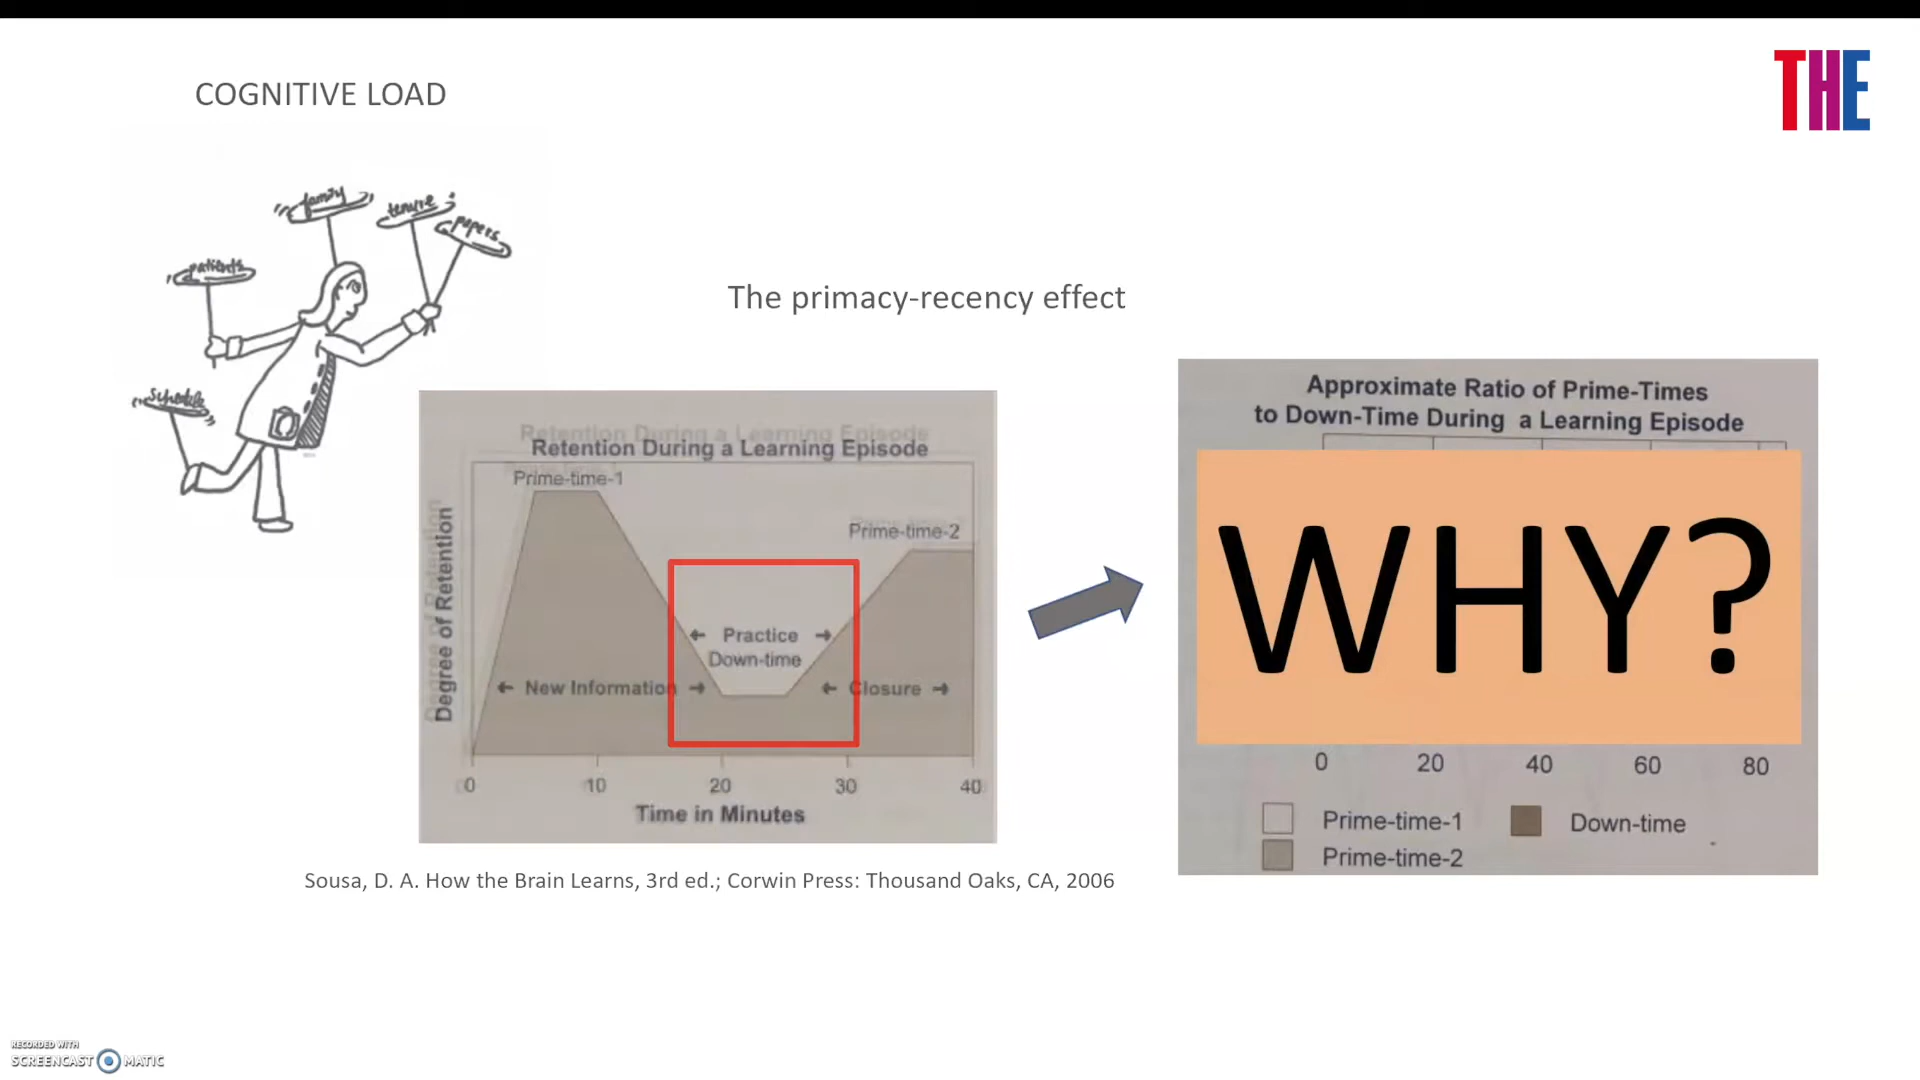 COGNITIVE LOAD
THE
family
tenure
papers
patients
schedule
The primacy-recency effect
Retention During a Learning Episode
Prime-time-1
Prime-time-2
Degree of Retention
Practice
Down-time
New Information
Closure
0 10 20 30 40
Time in Minutes
Approximate Ratio of Prime-Times
to Down-Time During a Learning Episode
WHY?
0 20 40 60 80
Prime-time-1
Down-time
Prime-time-2
Sousa, D. A. How the Brain Learns, 3rd ed.; Corwin Press: Thousand Oaks, CA, 2006
RECORDED WITH
SCREENCAST MATIC